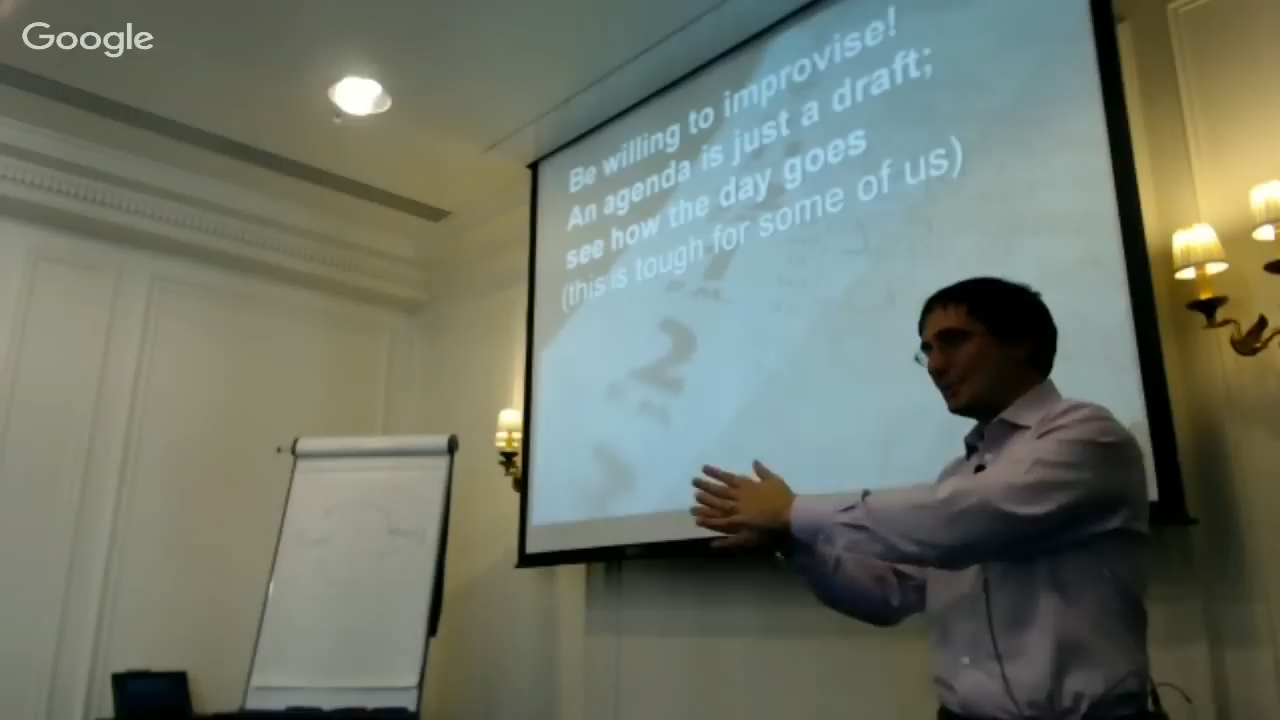 Google
Be willing to improvise!
An agenda is just a draft;
see how the day goes
(this is tough for some of us)
2